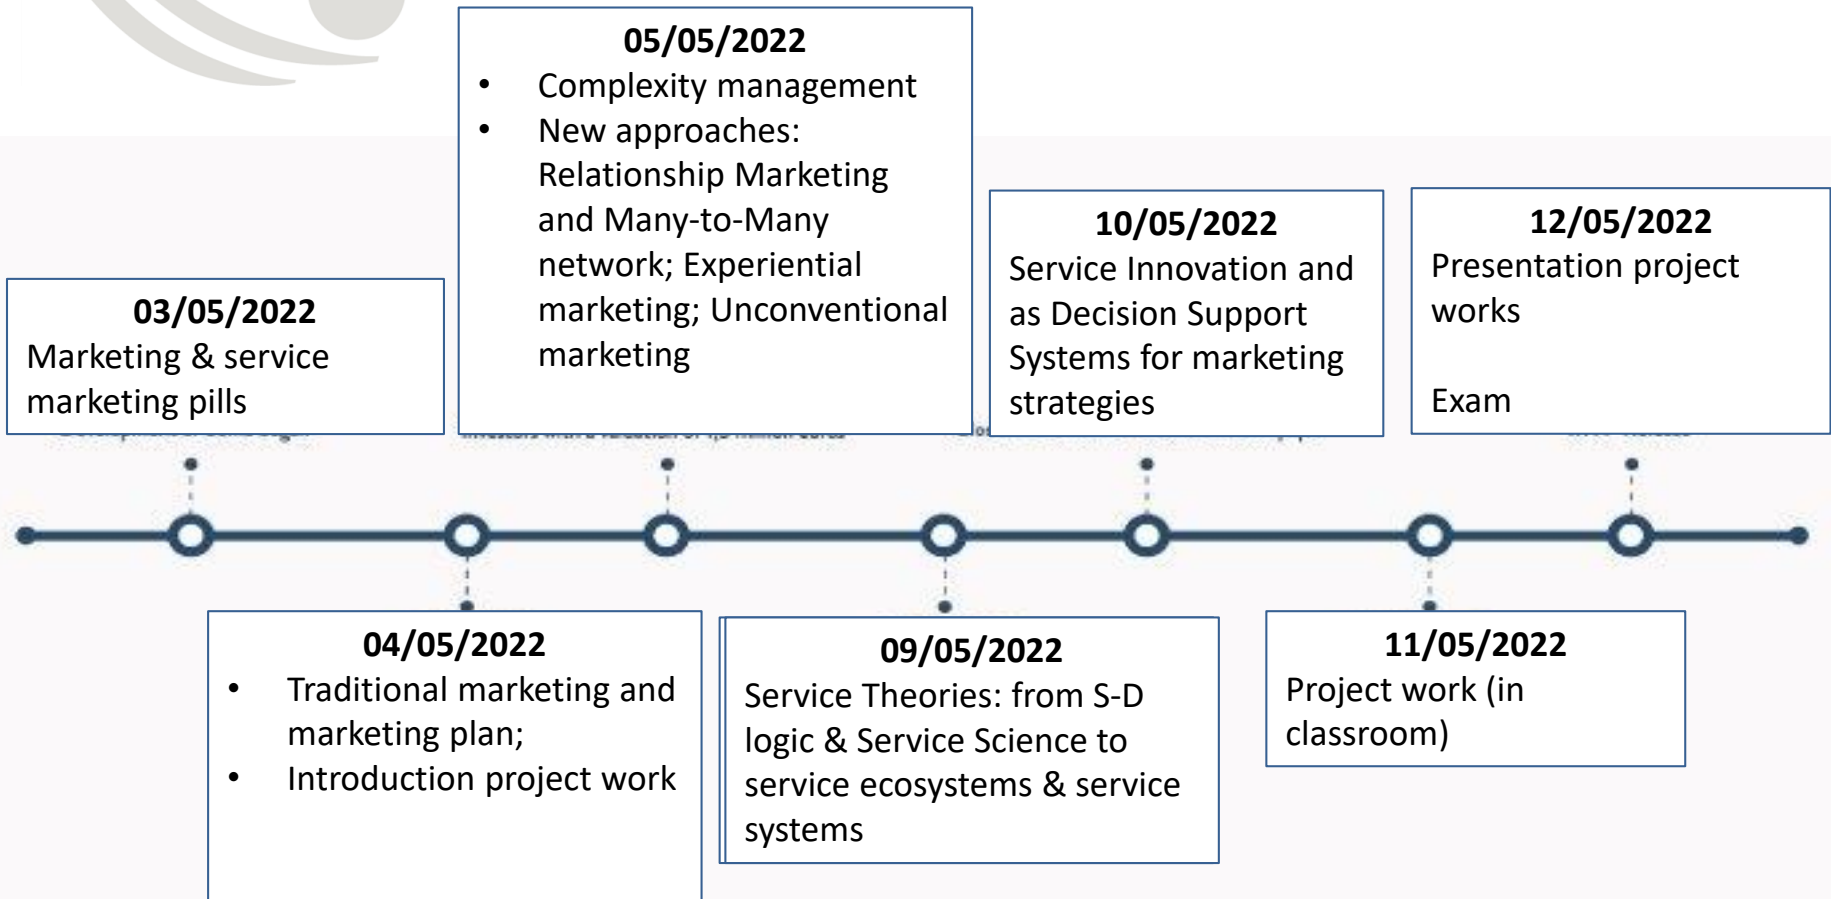 05/05/2022
• Complexity management
• New approaches:
Relationship Marketing
and Many-to-Many
network; Experiential
marketing; Unconventional
marketing
10/05/2022
Service Innovation and
as Decision Support
Systems for marketing
strategies
12/05/2022
Presentation project
works
Exam
03/05/2022
Marketing & service
marketing pills
04/05/2022
• Traditional marketing and
marketing plan;
• Introduction project work
09/05/2022
Service Theories: from S-D
logic & Service Science to
service ecosystems & service
systems
11/05/2022
Project work (in
classroom)